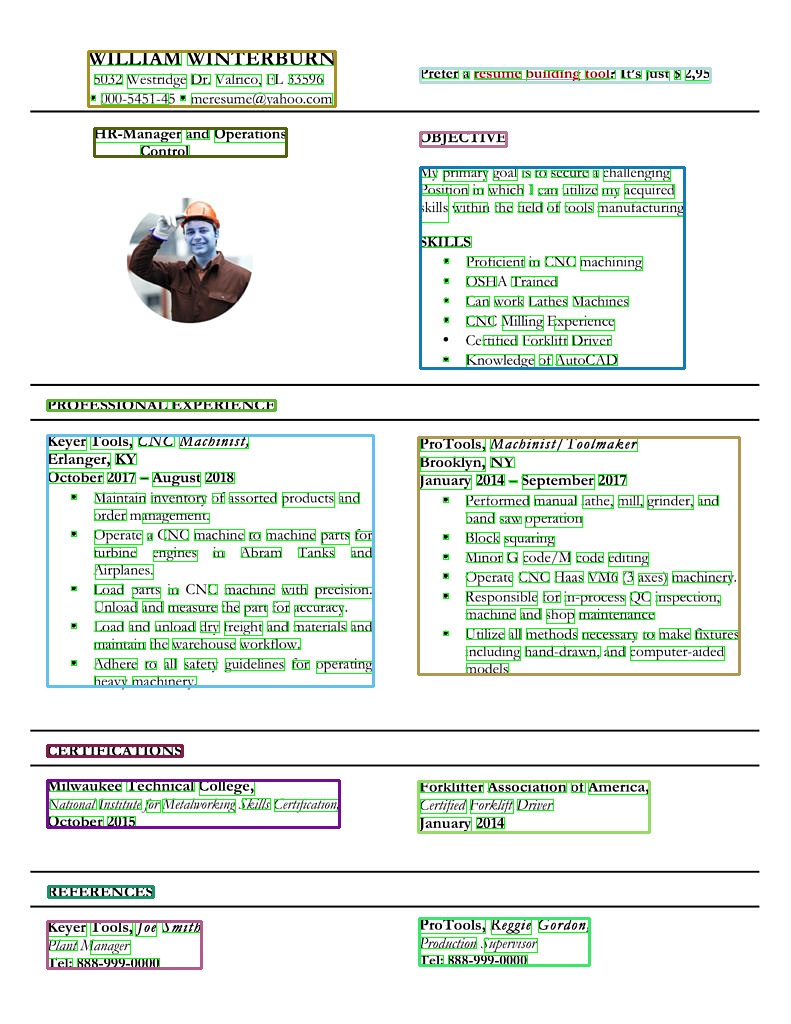 WILLIAM WINTERBURN
5032 Westridge Dr. Valrico, FL 33596
▪ 000-5451-45 ▪ meresume@yahoo.com
Prefer a resume building tool? It's just $ 2,95
HR-Manager and Operations
Control
OBJECTIVE
My primary goal is to secure a challenging
Position in which I can utilize my acquired
skills within the field of tools manufacturing
SKILLS
▪ Proficient in CNC machining
▪ OSHA Trained
▪ Can work Lathes Machines
▪ CNC Milling Experience
• Certified Forklift Driver
▪ Knowledge of AutoCAD
PROFESSIONAL EXPERIENCE
Keyer Tools, CNC Machinist,
Erlanger, KY
October 2017 – August 2018
▪ Maintain inventory of assorted products and
order management.
▪ Operate a CNC machine to machine parts for
turbine engines in Abram Tanks and
Airplanes.
▪ Load parts in CNC machine with precision.
Unload and measure the part for accuracy.
▪ Load and unload dry freight and materials and
maintain the warehouse workflow.
▪ Adhere to all safety guidelines for operating
heavy machinery.
ProTools, Machinist/Toolmaker
Brooklyn, NY
January 2014 – September 2017
▪ Performed manual lathe, mill, grinder, and
band saw operation
▪ Block squaring
▪ Minor G code/M code editing
▪ Operate CNC Haas VM6 (3 axes) machinery.
▪ Responsible for in-process QC inspection,
machine and shop maintenance
▪ Utilize all methods necessary to make fixtures
including hand-drawn, and computer-aided
models
CERTIFICATIONS
Milwaukee Technical College,
National Institute for Metalworking Skills Certification,
October 2015
Forklifter Association of America,
Certified Forklift Driver
January 2014
REFERENCES
Keyer Tools, Joe Smith
Plant Manager
Tel: 888-999-0000
ProTools, Reggie Gordon,
Production Supervisor
Tel: 888-999-0000